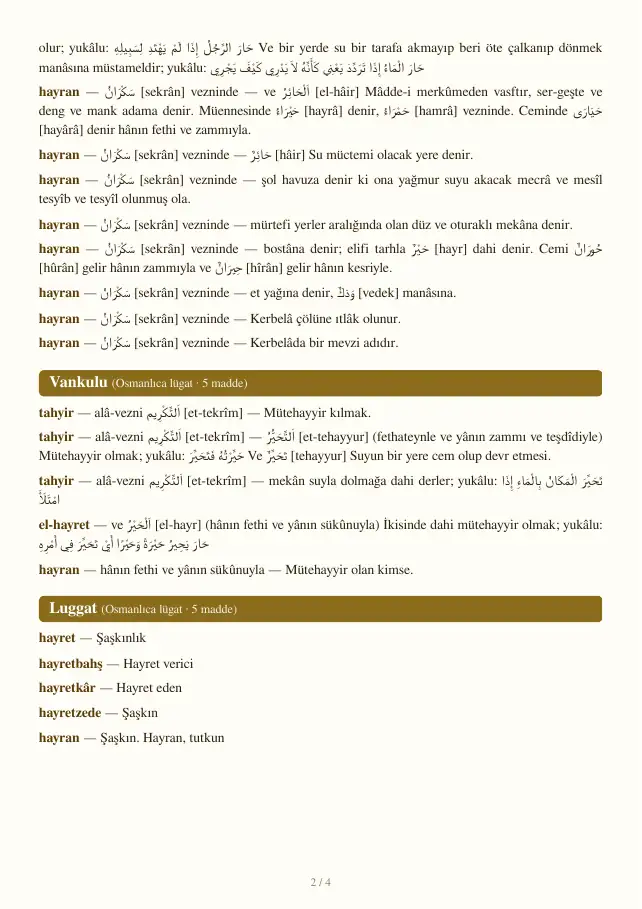 olur; yukâlu: حَارَ الرَّجُلُ إِذَا لَمْ يَهْتَدِ لِسَبِيلِهِ Ve bir yerde su bir tarafa akmayıp beri öte çalkanıp dönmek
manâsına müstameldir; yukâlu: حَارَ الْمَاءُ إِذَا تَرَدَّدَ يَعْنِي كَأَنَّهُ لاَ يَدْرِي كَيْفَ يَجْرِي
hayran — سَكْرَانُ [sekrân] vezninde — ve اَلْحَائِرُ [el-hâir] Mâdde-i merkûmeden vasftır, ser-geşte ve
deng ve mank adama denir. Müennesinde حَيْرَاءُ [hayrâ] denir, حَمْرَاءُ [hamrâ] vezninde. Ceminde حَيَارَى
[hayârâ] denir hânın fethi ve zammıyla.
hayran — سَكْرَانُ [sekrân] vezninde — حَائِرٌ [hâir] Su müctemi olacak yere denir.
hayran — سَكْرَانُ [sekrân] vezninde — şol havuza denir ki ona yağmur suyu akacak mecrâ ve mesîl
tesyîb ve tesyîl olunmuş ola.
hayran — سَكْرَانُ [sekrân] vezninde — mürtefi yerler aralığında olan düz ve oturaklı mekâna denir.
hayran — سَكْرَانُ [sekrân] vezninde — bostâna denir; elifi tarhla حَيْرٌ [hayr] dahi denir. Cemi حُورَانٌ
[hûrân] gelir hânın zammıyla ve حِيرَانٌ [hîrân] gelir hânın kesriyle.
hayran — سَكْرَانُ [sekrân] vezninde — et yağına denir, وَدَكٌ [vedek] manâsına.
hayran — سَكْرَانُ [sekrân] vezninde — Kerbelâ çölüne ıtlâk olunur.
hayran — سَكْرَانُ [sekrân] vezninde — Kerbelâda bir mevzi adıdır.
Vankulu (Osmanlıca lügat · 5 madde)
tahyir — alâ-vezni اَلتَّكْرِيم [et-tekrîm] — Mütehayyir kılmak.
tahyir — alâ-vezni اَلتَّكْرِيم [et-tekrîm] — اَلتَّحَيُّرُ [et-tehayyur] (fethateynle ve yânın zammı ve teşdîdiyle)
Mütehayyir olmak; yukâlu: حَيَّرْتُهُ فَتَحَيَّرَ Ve تَحَيُّرٌ [tehayyur] Suyun bir yere cem olup devr etmesi.
tahyir — alâ-vezni اَلتَّكْرِيم [et-tekrîm] — mekân suyla dolmağa dahi derler; yukâlu: تَحَيَّرَ الْمَكَانُ بِالْمَاءِ إِذَا
امْتَلَأَ
el-hayret — ve اَلْحَيْرُ [el-hayr] (hânın fethi ve yânın sükûnuyla) İkisinde dahi mütehayyir olmak; yukâlu:
حَارَ يَحِيرُ حَيْرَةً وَحَيْرًا أَيْ تَحَيَّرَ فِى أَمْرِهِ
hayran — hânın fethi ve yânın sükûnuyla — Mütehayyir olan kimse.
Luggat (Osmanlıca lügat · 5 madde)
hayret — Şaşkınlık
hayretbahş — Hayret verici
hayretkâr — Hayret eden
hayretzede — Şaşkın
hayran — Şaşkın. Hayran, tutkun
2 / 4